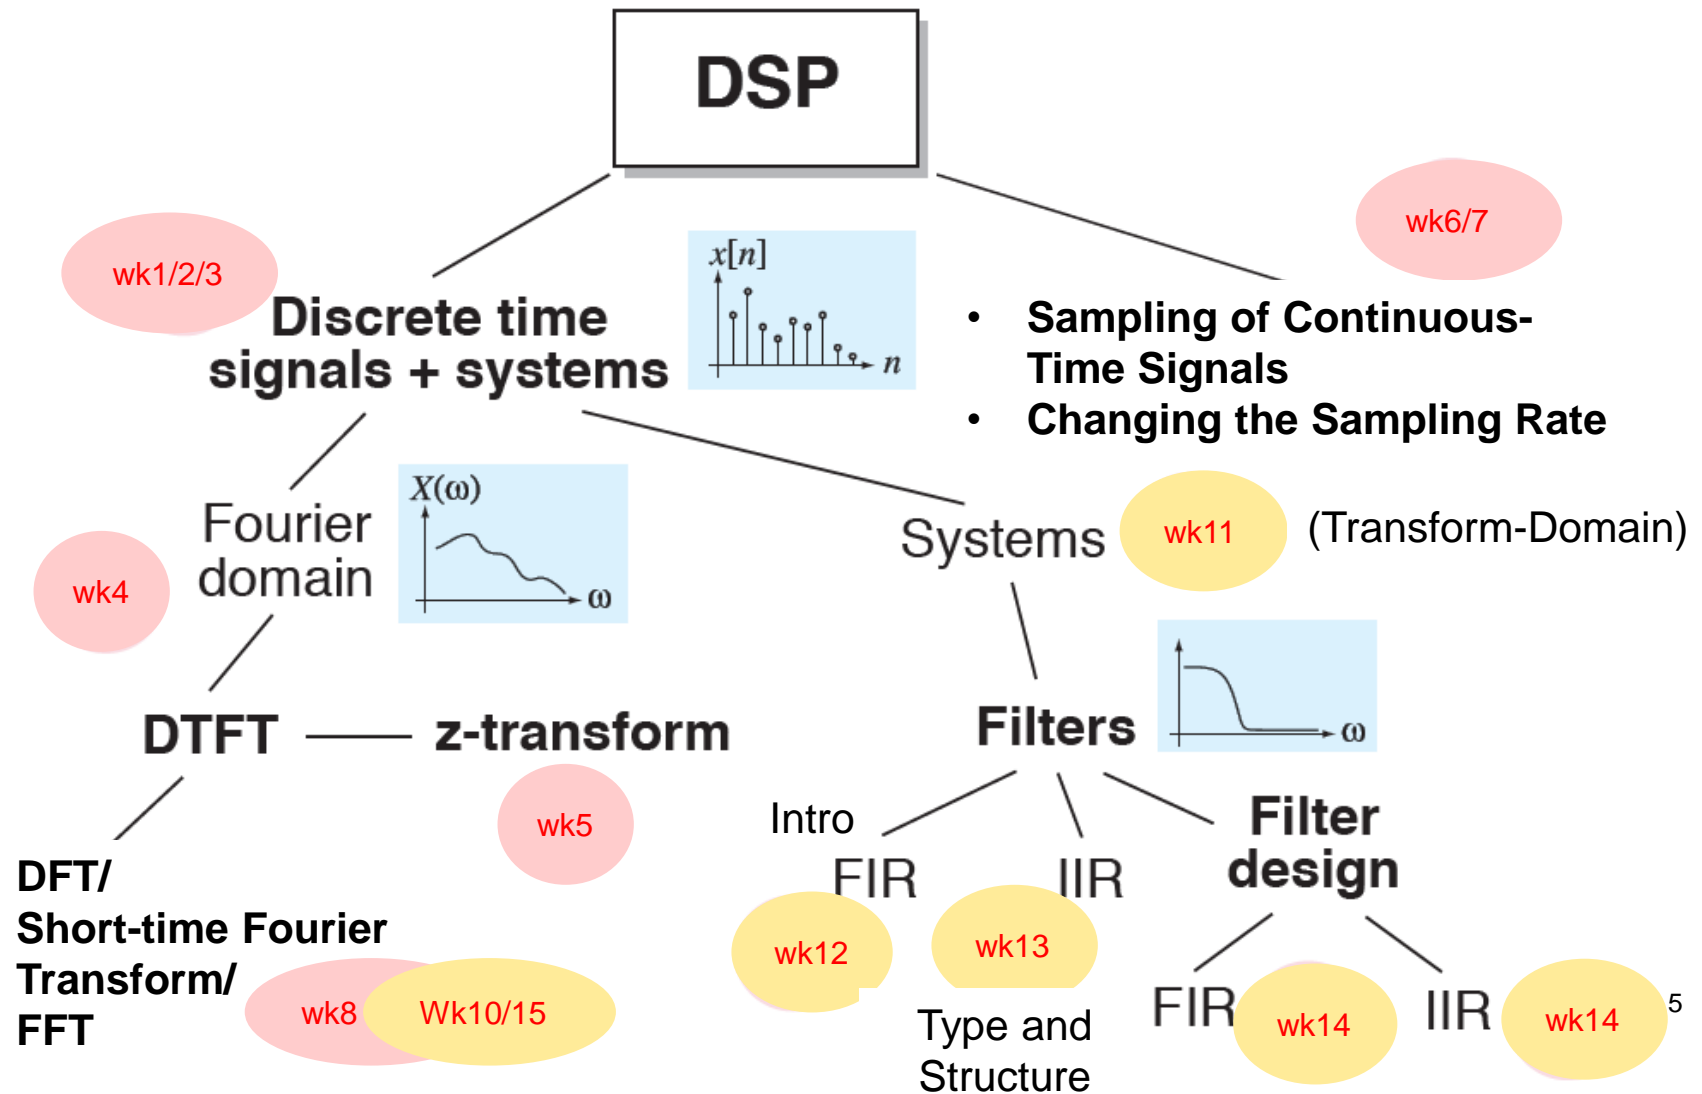 DSP
wk6/7
wk1/2/3
x[n]
n
Discrete time
signals + systems
• Sampling of Continuous-
Time Signals
• Changing the Sampling Rate
X(ω)
ω
Fourier
domain
wk4
Systems
wk11
(Transform-Domain)
DTFT
z-transform
wk5
Filters
ω
Intro
FIR
IIR
Filter
design
wk12
wk13
Type and
Structure
FIR
wk14
IIR
wk14
DFT/
Short-time Fourier
Transform/
FFT
wk8
Wk10/15
5